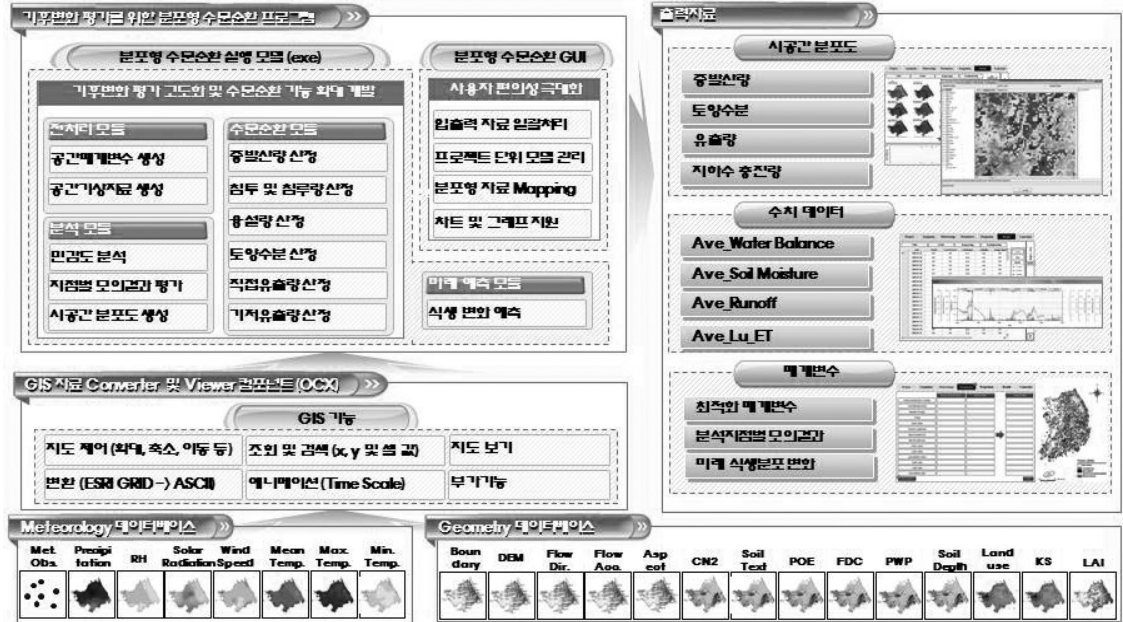 기후변화 평가를 위한 분포형 수문순환 프로그램
분포형 수문순환 실행 모델 (exe)
기후변화 평가 고도화 및 수문순환 기능 확대 개발
전처리 모듈
공간매개변수 생성
공간기상자료 생성
분석 모듈
민감도 분석
지점별 모의결과 평가
시공간 분포도 생성
수문순환 모듈
증발산량 산정
침투 및 침루량 산정
융설량 산정
토양수분 산정
직접유출량 산정
기저유출량 산정
분포형 수문순환 GUI
사용자 편의성 극대화
입출력 자료 일괄처리
프로젝트 단위 모델 관리
분포형 자료 Mapping
차트 및 그래프 지원
미래 예측 모듈
식생 변화 예측
출력자료
시공간 분포도
증발산량
토양수분
유출량
지하수 충진량
수치 데이터
Ave_Water Balance
Ave_Soil Moisture
Ave_Runoff
Ave_Lu_ET
매개변수
최적화 매개변수
분석지점별 모의결과
미래 식생분포 변화
GIS 자료 Converter 및 Viewer 컴포넌트 (OCX)
GIS 기능
지도 제어 (확대, 축소, 이동 등)
조회 및 검색 (x, y 및 셀 값)
지도 보기
변환 (ESRI GRID -> ASCII)
애니메이션 (Time Scale)
부가기능
Meteorology 데이터베이스
Met. Obs.
Precipi tation
RH
Solar Radiation
Wind Speed
Mean Temp.
Max. Temp.
Min. Temp.
Geometry 데이터베이스
Boun dary
DEM
Flow Dir.
Flow Acc.
Asp ect
CN2
Soil Text
POE
FDC
PWP
Soil Depth
Land use
KS
LAI